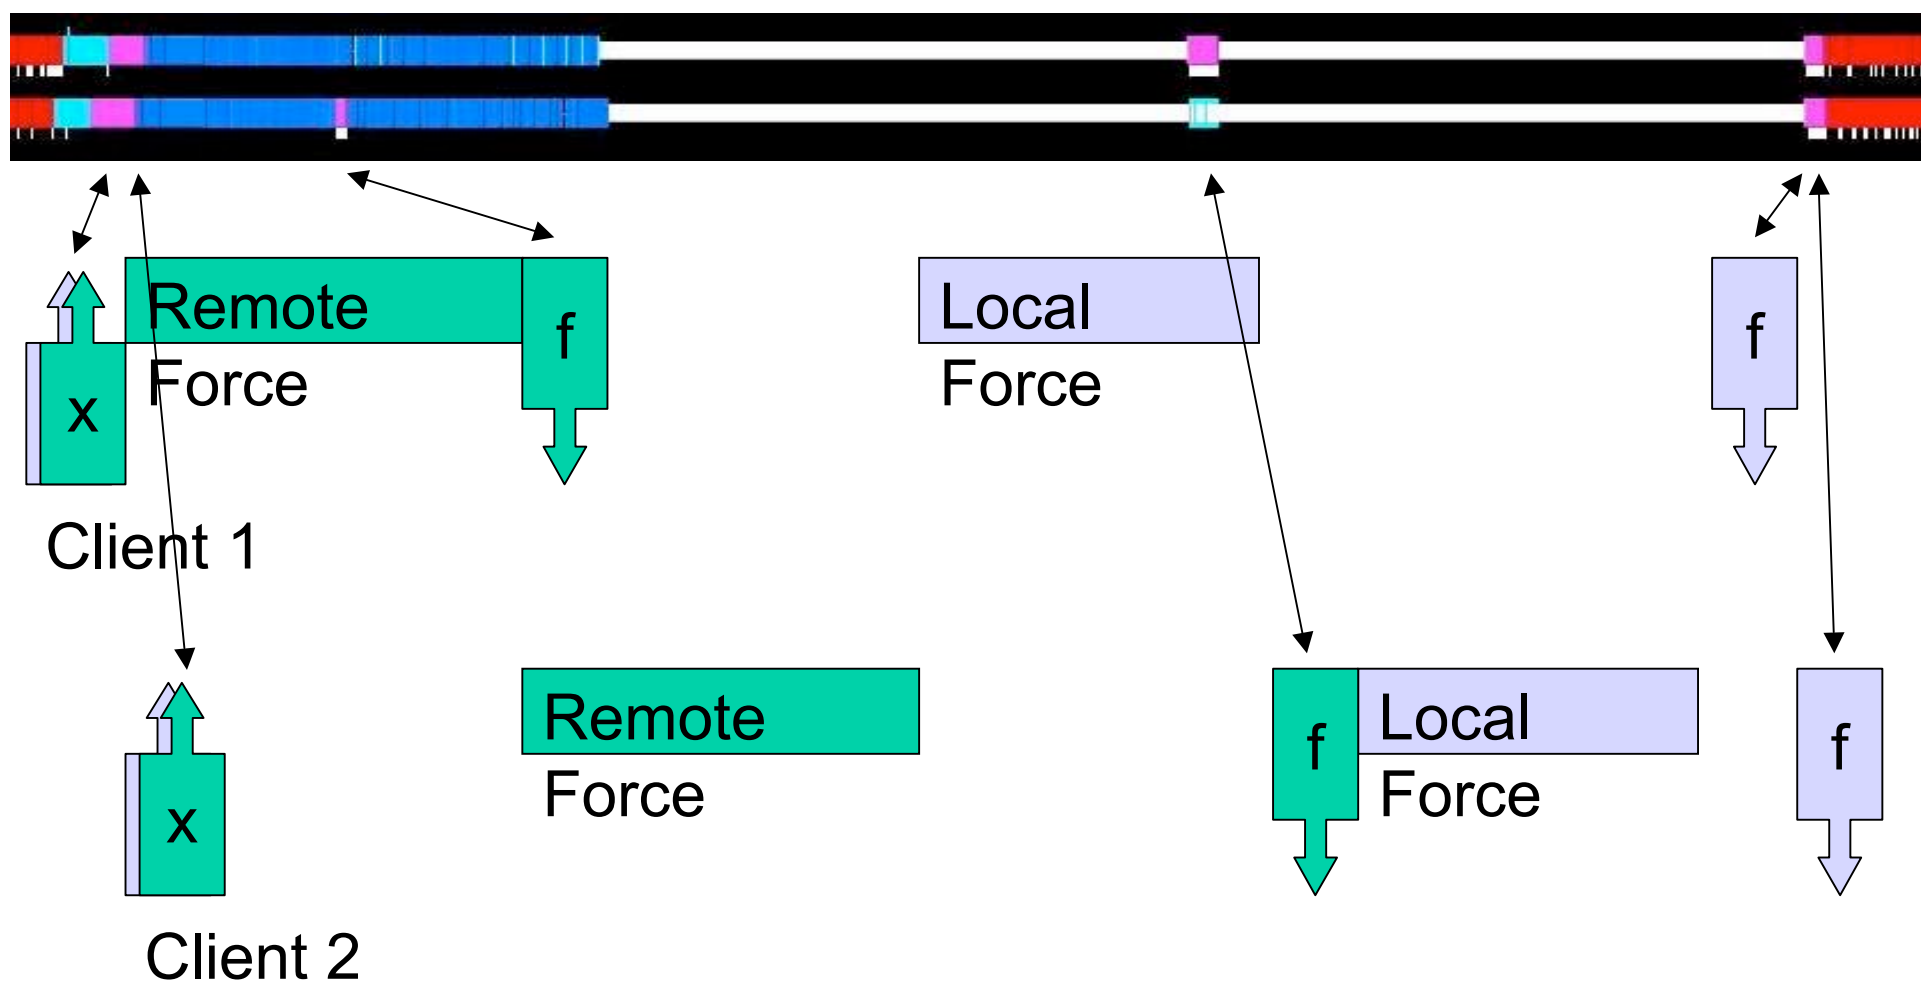 Remote
Force
f
Local
Force
f
x
Client 1
Remote
Force
f
Local
Force
f
x
Client 2